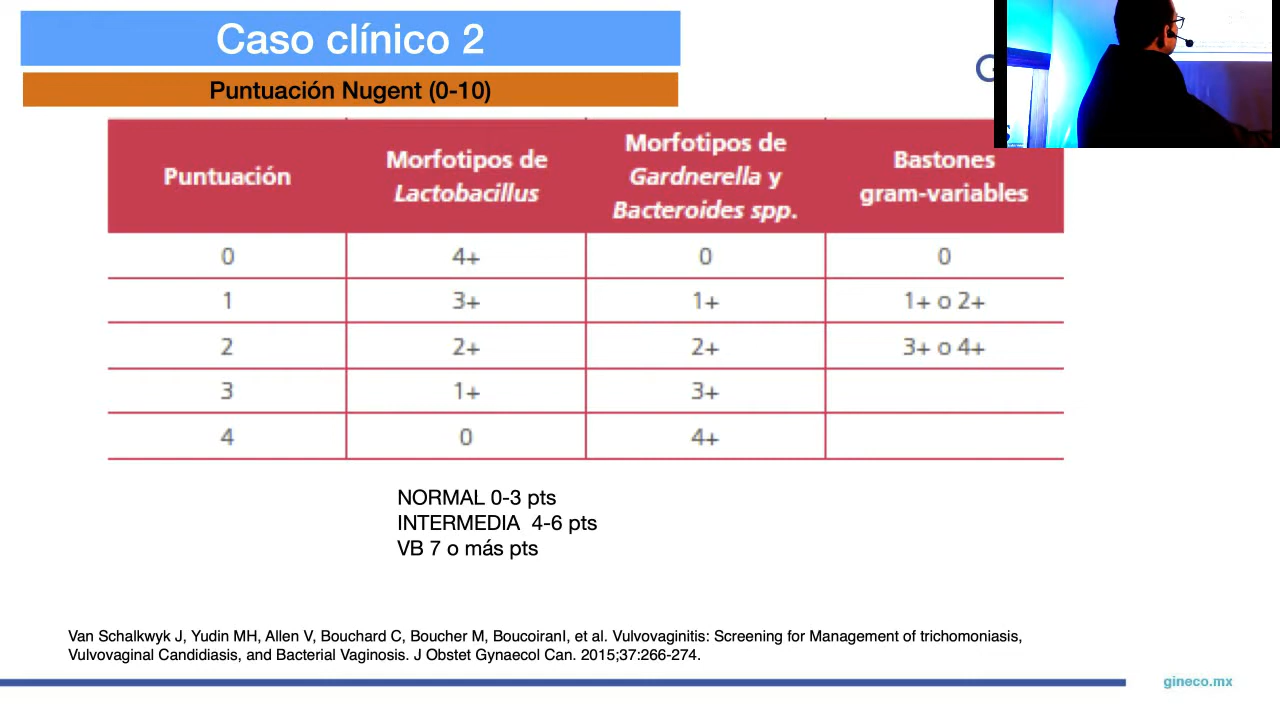 Caso clínico 2
Puntuación Nugent (0-10)
Puntuación
Morfotipos de
Lactobacillus
Morfotipos de
Gardnerella y
Bacteroides spp.
Bastones
gram-variables
0 4+ 0 0
1 3+ 1+ 1+ o 2+
2 2+ 2+ 3+ o 4+
3 1+ 3+
4 0 4+
NORMAL 0-3 pts
INTERMEDIA 4-6 pts
VB 7 o más pts
Van Schalkwyk J, Yudin MH, Allen V, Bouchard C, Boucher M, BoucoiranI, et al. Vulvovaginitis: Screening for Management of trichomoniasis,
Vulvovaginal Candidiasis, and Bacterial Vaginosis. J Obstet Gynaecol Can. 2015;37:266-274.
gineco.mx